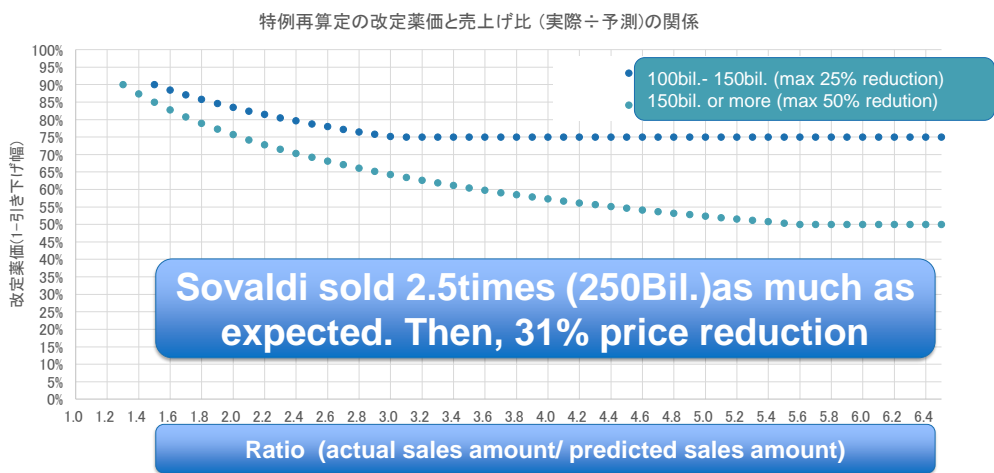 特例再算定の改定薬価と売上げ比 (実際÷予測)の関係
100%
95%
90%
85%
80%
75%
70%
65%
60%
55%
50%
45%
40%
35%
30%
25%
20%
15%
10%
5%
0%
改定薬価(1-引き下げ幅)
100bil.- 150bil. (max 25% reduction)
150bil. or more (max 50% redution)
Sovaldi sold 2.5times (250Bil.)as much as
expected. Then, 31% price reduction
1.0 1.2 1.4 1.6 1.8 2.0 2.2 2.4 2.6 2.8 3.0 3.2 3.4 3.6 3.8 4.0 4.2 4.4 4.6 4.8 5.0 5.2 5.4 5.6 5.8 6.0 6.2 6.4
Ratio (actual sales amount/ predicted sales amount)